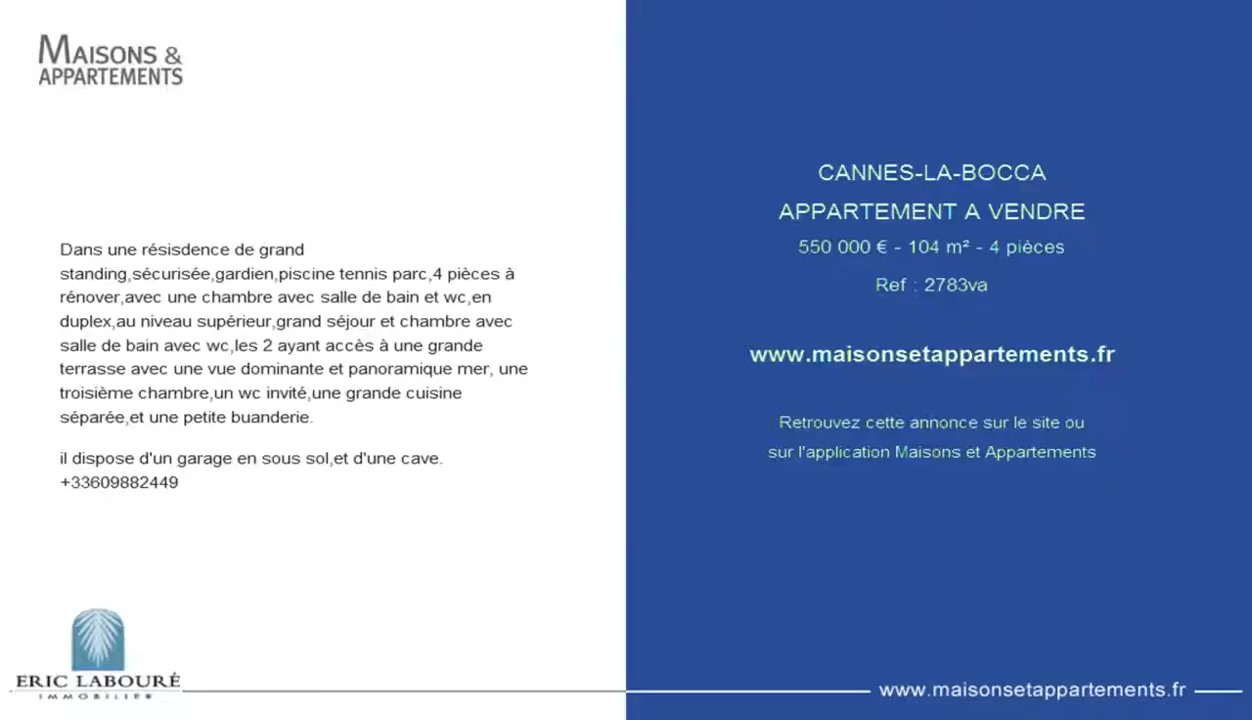 MAISONS &
APPARTEMENTS
Dans une résisdence de grand
standing,sécurisée,gardien,piscine tennis parc,4 pièces à
rénover,avec une chambre avec salle de bain et wc,en
duplex,au niveau supérieur,grand séjour et chambre avec
salle de bain avec wc,les 2 ayant accès à une grande
terrasse avec une vue dominante et panoramique mer, une
troisième chambre,un wc invité,une grande cuisine
séparée,et une petite buanderie.
il dispose d'un garage en sous sol,et d'une cave.
+33609882449
ERIC LABOURÉ
IMMOBILIER
CANNES-LA-BOCCA
APPARTEMENT A VENDRE
550 000 € - 104 m² - 4 pièces
Ref : 2783va
www.maisonsetappartements.fr
Retrouvez cette annonce sur le site ou
sur l'application Maisons et Appartements
www.maisonsetappartements.fr